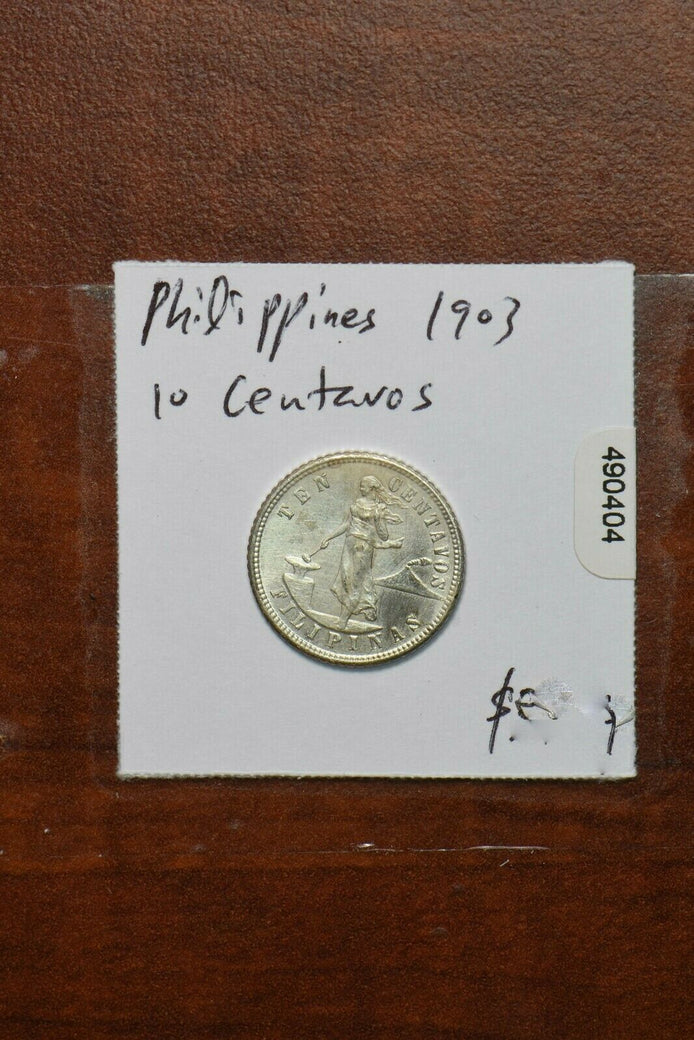 Philippines 1903
10 Centavos
TEN CENTAVOS
FILIPINAS
490404